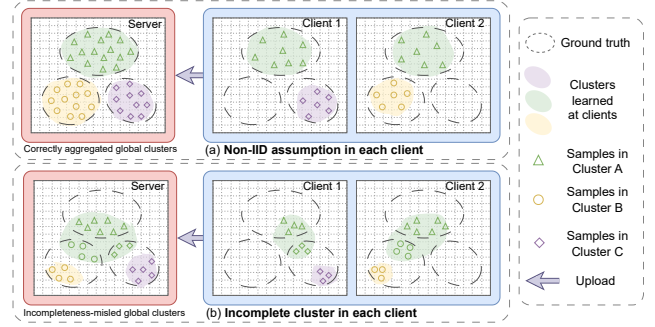 Server
Client 1
Client 2
Correctly aggregated global clusters
(a) Non-IID assumption in each client
Server
Client 1
Client 2
Incompleteness-misled global clusters
(b) Incomplete cluster in each client
Ground truth
Clusters
learned
at clients
Samples in
Cluster A
Samples in
Cluster B
Samples in
Cluster C
Upload